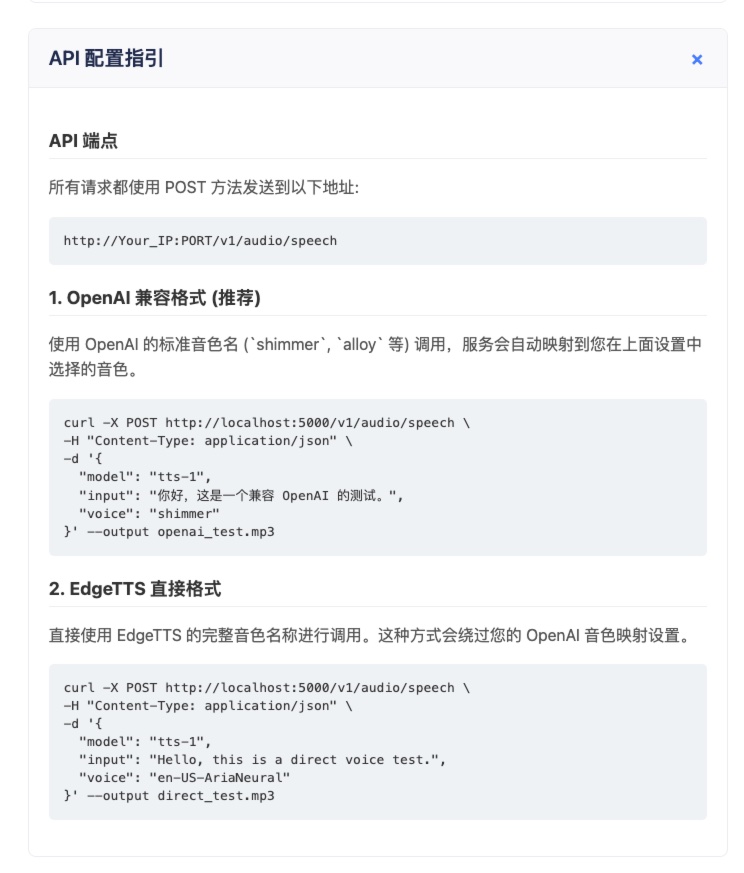 API 配置指引
×
API 端点
所有请求都使用 POST 方法发送到以下地址:
http://Your_IP:PORT/v1/audio/speech
1. OpenAI 兼容格式 (推荐)
使用 OpenAI 的标准音色名 (`shimmer`, `alloy` 等) 调用，服务会自动映射到您在上面设置中
选择的音色。
curl -X POST http://localhost:5000/v1/audio/speech \
-H "Content-Type: application/json" \
-d '{
  "model": "tts-1",
  "input": "你好，这是一个兼容 OpenAI 的测试。",
  "voice": "shimmer"
}' --output openai_test.mp3
2. EdgeTTS 直接格式
直接使用 EdgeTTS 的完整音色名称进行调用。这种方式会绕过您的 OpenAI 音色映射设置。
curl -X POST http://localhost:5000/v1/audio/speech \
-H "Content-Type: application/json" \
-d '{
  "model": "tts-1",
  "input": "Hello, this is a direct voice test.",
  "voice": "en-US-AriaNeural"
}' --output direct_test.mp3